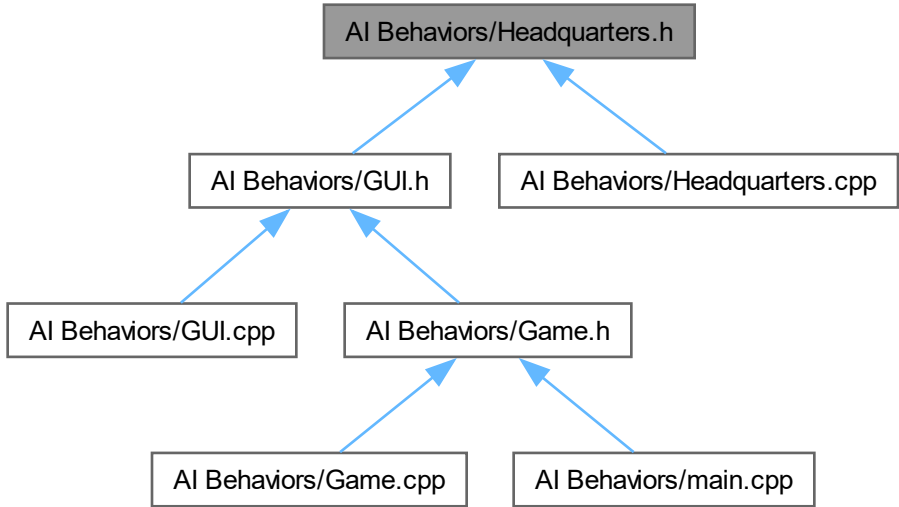 AI Behaviors/Headquarters.h
AI Behaviors/GUI.h
AI Behaviors/Headquarters.cpp
AI Behaviors/GUI.cpp
AI Behaviors/Game.h
AI Behaviors/Game.cpp
AI Behaviors/main.cpp